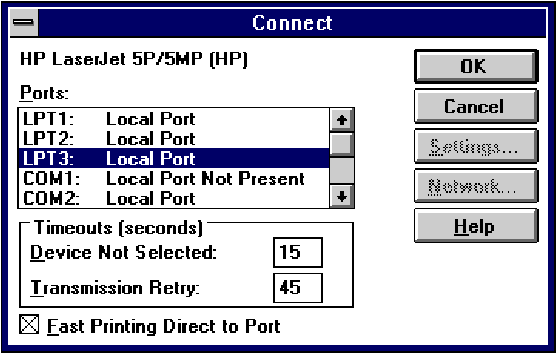 Connect
HP LaserJet 5P/5MP (HP)
Ports:
LPT1: Local Port
LPT2: Local Port
LPT3: Local Port
COM1: Local Port Not Present
COM2: Local Port
Timeouts (seconds)
Device Not Selected: 15
Transmission Retry: 45
Fast Printing Direct to Port
OK
Cancel
Settings...
Network...
Help